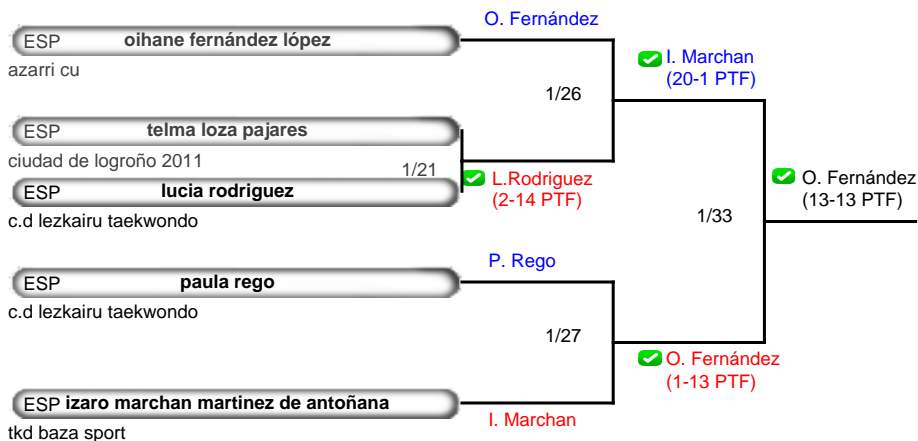 O. Fernández
ESP oihane fernández lópez
azarri cu
I. Marchan
(20-1 PTF)
1/26
ESP telma loza pajares
ciudad de logroño 2011
1/21
ESP lucia rodriguez
c.d lezkairu taekwondo
L.Rodriguez
(2-14 PTF)
O. Fernández
(13-13 PTF)
1/33
P. Rego
ESP paula rego
c.d lezkairu taekwondo
1/27
O. Fernández
(1-13 PTF)
ESP izaro marchan martinez de antoñana
I. Marchan
tkd baza sport